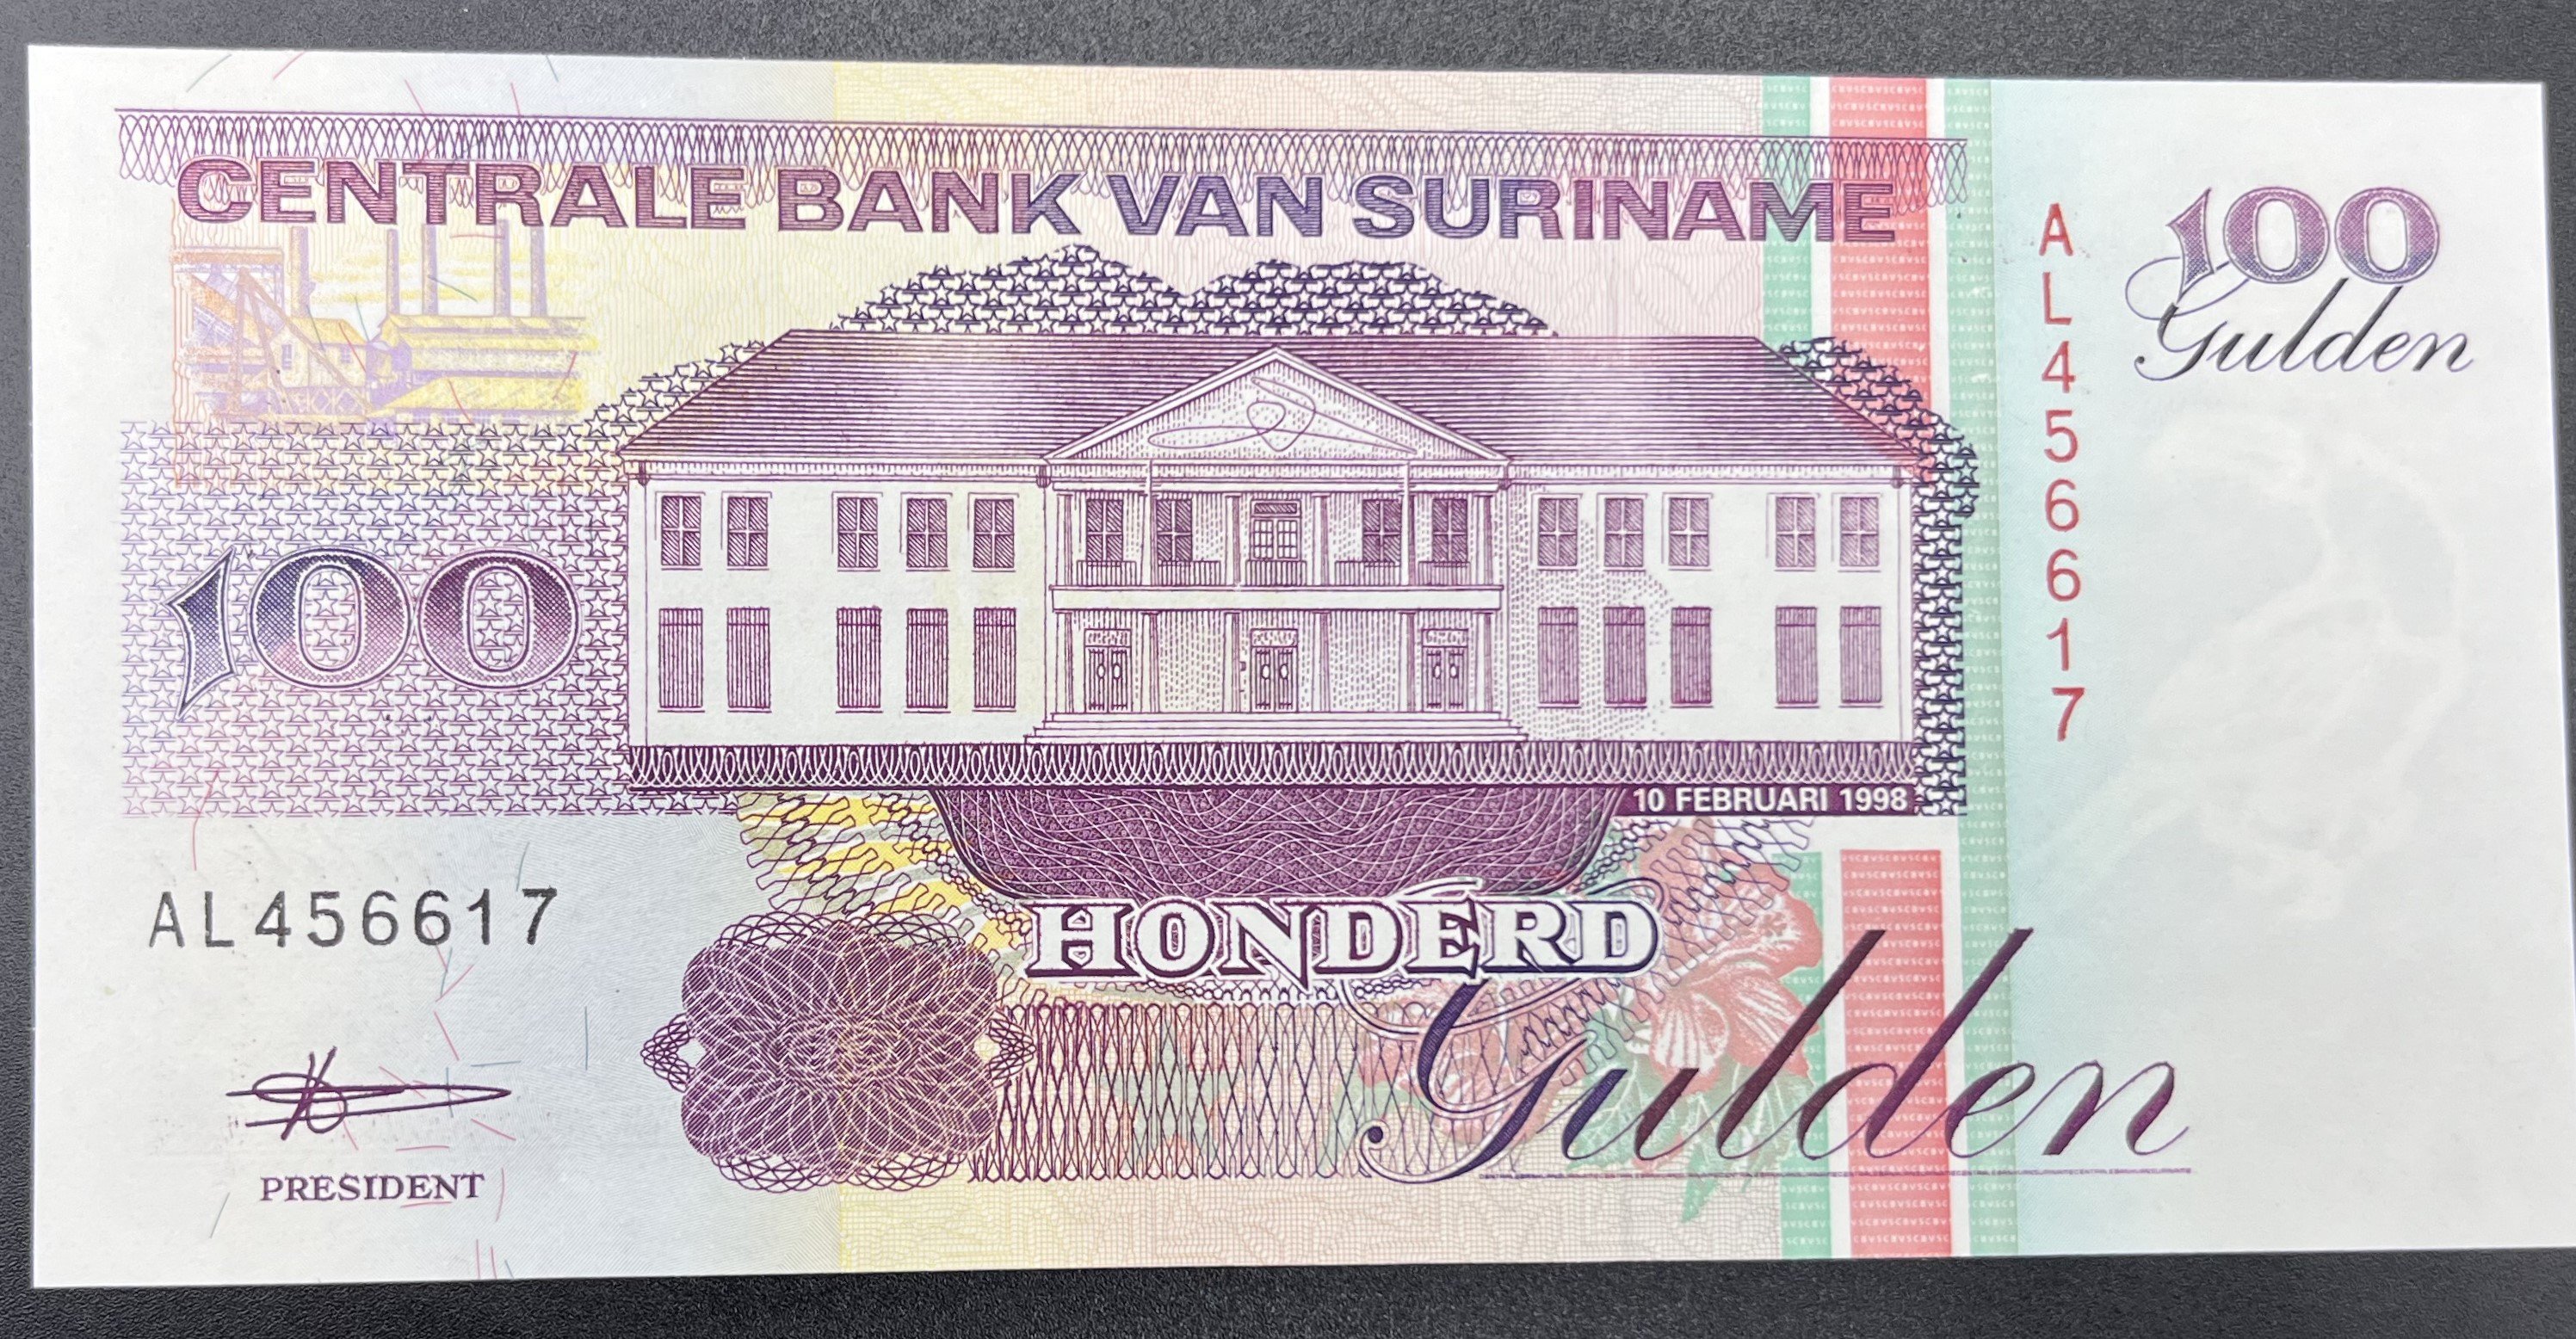 CENTRALE BANK VAN SURINAME
100
Gulden
AL456617
100
10 FEBRUARI 1998
AL456617
HONDERD
Gulden
PRESIDENT